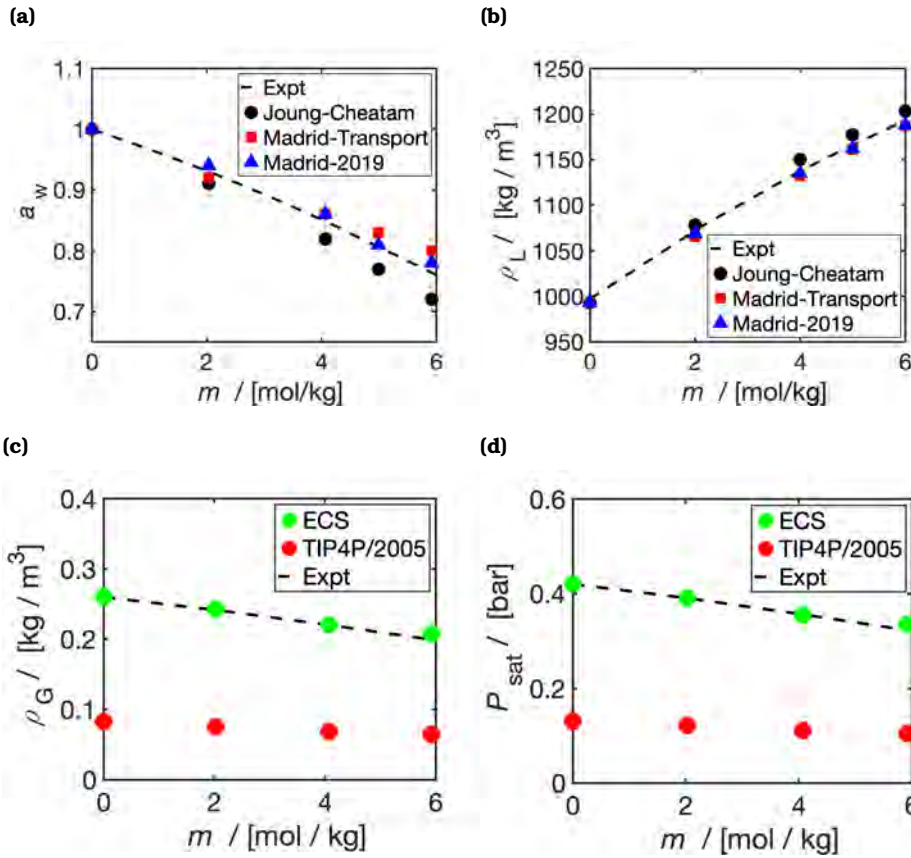 (a)
1.1
1
0.9
0.8
0.7
a_w
Expt
Joung-Cheatam
Madrid-Transport
Madrid-2019
0 2 4 6
m / [mol/kg]
(b)
1250
1200
1150
1100
1050
1000
950
ρ_L / [kg / m³]
Expt
Joung-Cheatam
Madrid-Transport
Madrid-2019
0 2 4 6
m / [mol/kg]
(c)
0.4
0.3
0.2
0.1
0
ρ_G / [kg / m³]
ECS
TIP4P/2005
Expt
0 2 4 6
m / [mol / kg]
(d)
0.6
0.4
0.2
0
P_sat / [bar]
ECS
TIP4P/2005
Expt
0 2 4 6
m / [mol / kg]